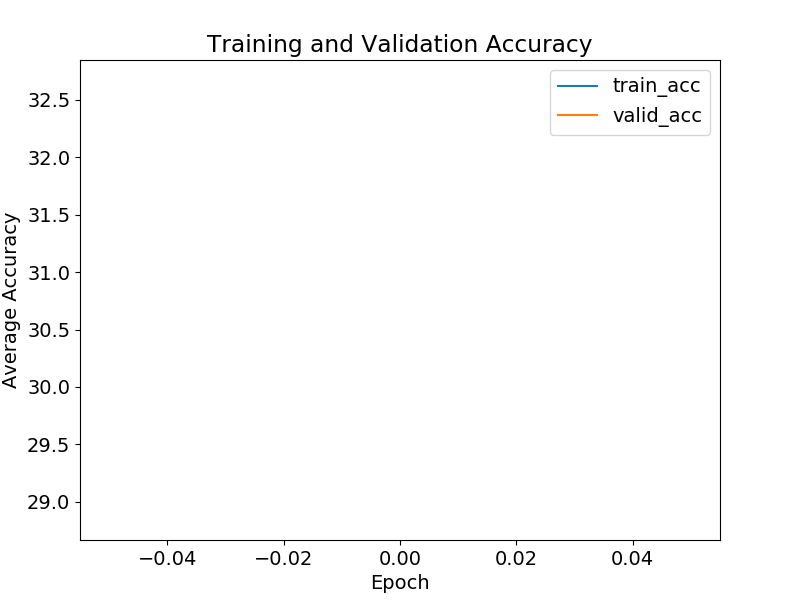 Training and Validation Accuracy
train_acc
valid_acc
32.5
32.0
31.5
31.0
30.5
30.0
29.5
29.0
Average Accuracy
−0.04 −0.02 0.00 0.02 0.04
Epoch